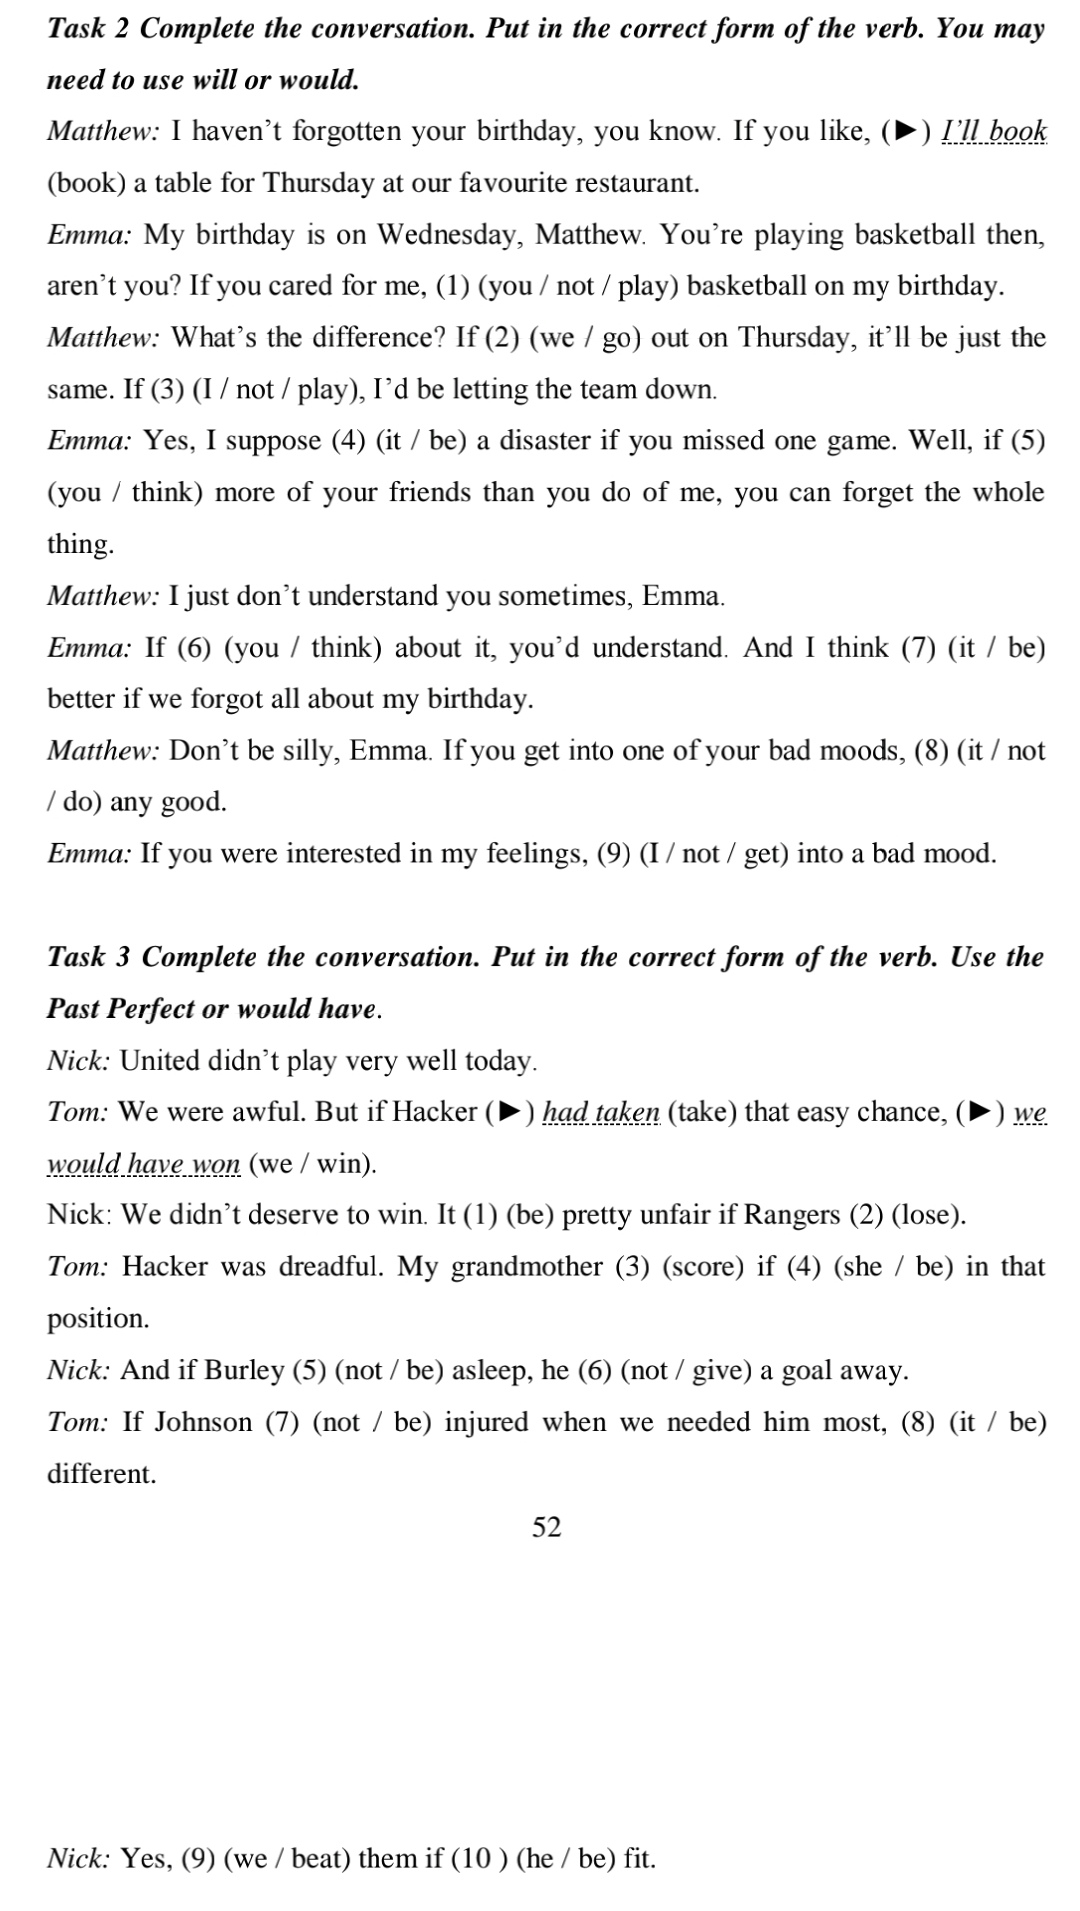 Task 2 Complete the conversation. Put in the correct form of the verb. You may
need to use will or would.
Matthew: I haven’t forgotten your birthday, you know. If you like, (►) I’ll book
(book) a table for Thursday at our favourite restaurant.
Emma: My birthday is on Wednesday, Matthew. You’re playing basketball then,
aren’t you? If you cared for me, (1) (you / not / play) basketball on my birthday.
Matthew: What’s the difference? If (2) (we / go) out on Thursday, it’ll be just the
same. If (3) (I / not / play), I’d be letting the team down.
Emma: Yes, I suppose (4) (it / be) a disaster if you missed one game. Well, if (5)
(you / think) more of your friends than you do of me, you can forget the whole
thing.
Matthew: I just don’t understand you sometimes, Emma.
Emma: If (6) (you / think) about it, you’d understand. And I think (7) (it / be)
better if we forgot all about my birthday.
Matthew: Don’t be silly, Emma. If you get into one of your bad moods, (8) (it / not
/ do) any good.
Emma: If you were interested in my feelings, (9) (I / not / get) into a bad mood.
Task 3 Complete the conversation. Put in the correct form of the verb. Use the
Past Perfect or would have.
Nick: United didn’t play very well today.
Tom: We were awful. But if Hacker (►) had taken (take) that easy chance, (►) we
would have won (we / win).
Nick: We didn’t deserve to win. It (1) (be) pretty unfair if Rangers (2) (lose).
Tom: Hacker was dreadful. My grandmother (3) (score) if (4) (she / be) in that
position.
Nick: And if Burley (5) (not / be) asleep, he (6) (not / give) a goal away.
Tom: If Johnson (7) (not / be) injured when we needed him most, (8) (it / be)
different.
52
Nick: Yes, (9) (we / beat) them if (10 ) (he / be) fit.